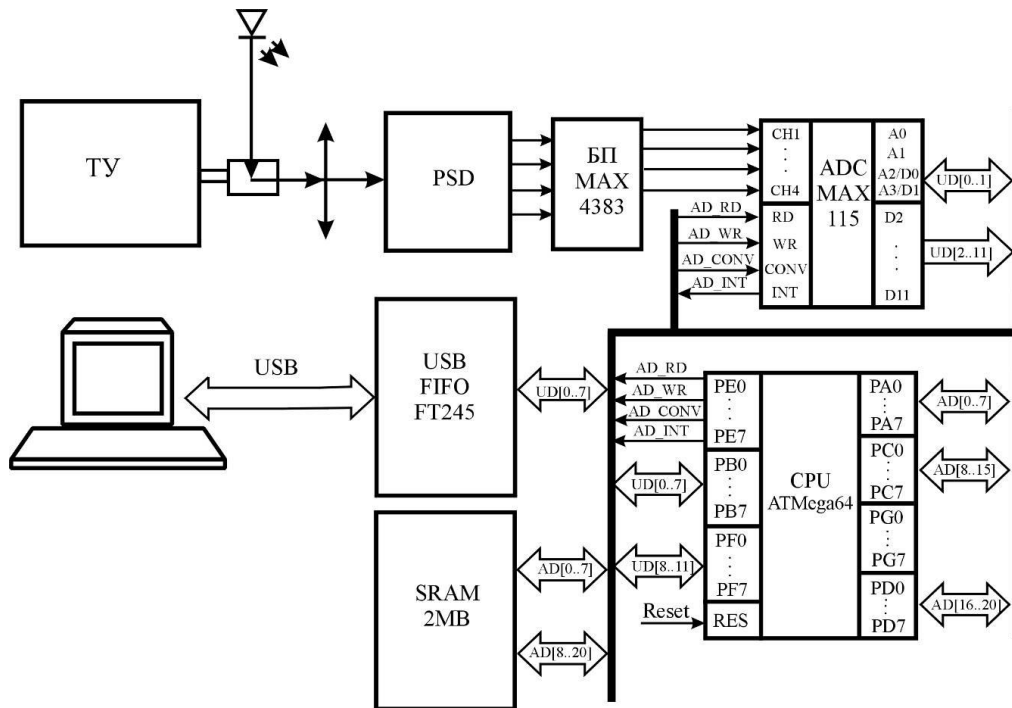 ТУ
PSD
БП
MAX
4383
CH1
CH4
RD
WR
CONV
INT
ADC
MAX
115
A0
A1
A2/D0
A3/D1
D2
D11
UD[0..1]
UD[2..11]
AD_RD
AD_WR
AD_CONV
AD_INT
USB
USB
FIFO
FT245
UD[0..7]
SRAM
2MB
AD[0..7]
AD[8..20]
AD_RD
AD_WR
AD_CONV
AD_INT
UD[0..7]
UD[8..11]
Reset
PE0
PE7
PB0
PB7
PF0
PF7
RES
CPU
ATMega64
PA0
PA7
PC0
PC7
PG0
PG7
PD0
PD7
AD[0..7]
AD[8..15]
AD[16..20]